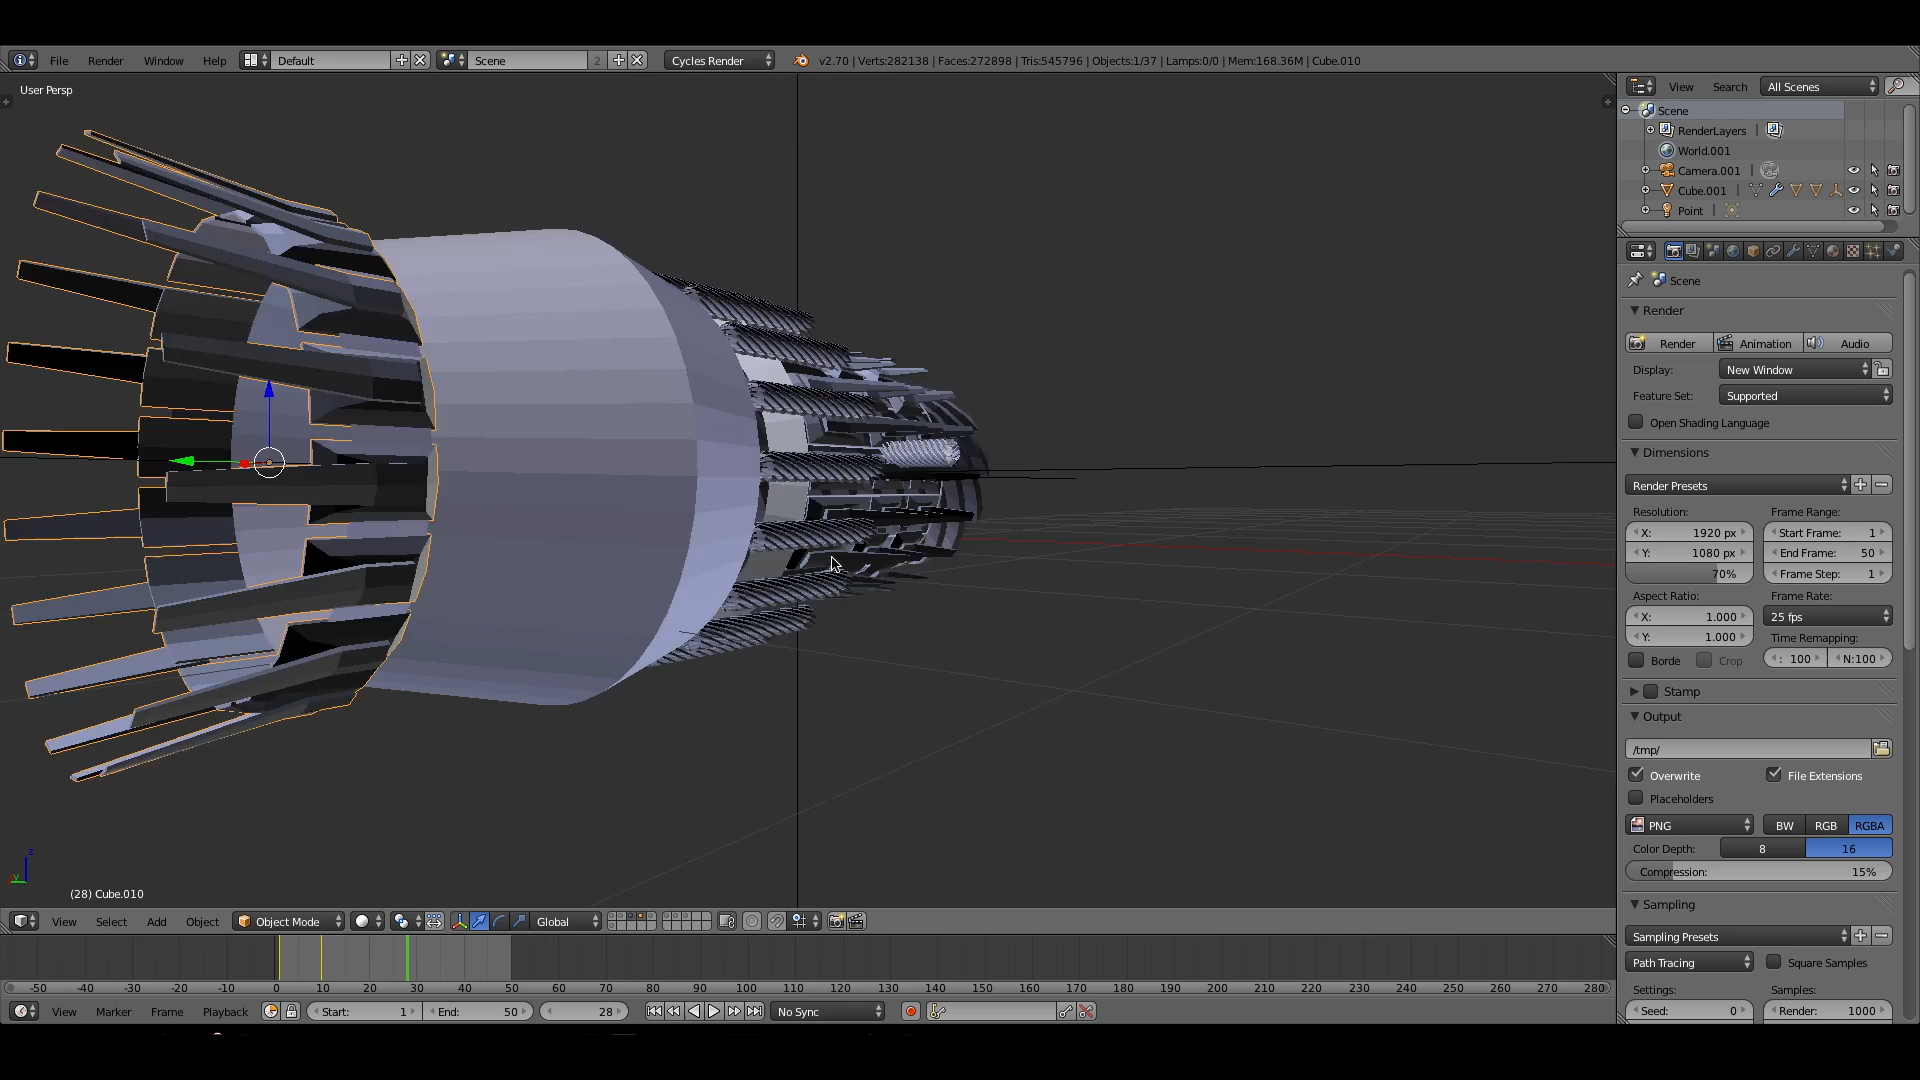 File Render Window Help Default Scene 2 Cycles Render v2.70 | Verts:282138 | Faces:272898 | Tris:545796 | Objects:1/37 | Lamps:0/0 | Mem:168.36M | Cube.010
User Persp
View Search All Scenes
Scene
RenderLayers
World.001
Camera.001
Cube.001
Point
Scene
Render
Render Animation Audio
Display: New Window
Feature Set: Supported
Open Shading Language
Dimensions
Render Presets
Resolution: Frame Range:
X: 1920 px Start Frame: 1
Y: 1080 px End Frame: 50
70% Frame Step: 1
Aspect Ratio: Frame Rate:
X: 1.000 25 fps
Y: 1.000 Time Remapping:
Borde Crop : 100 N:100
Stamp
Output
/tmp/
Overwrite File Extensions
Placeholders
PNG BW RGB RGBA
Color Depth: 8 16
Compression: 15%
Sampling
Sampling Presets
Path Tracing Square Samples
Settings: Samples:
Seed: 0 Render: 1000
z
y
(28) Cube.010
View Select Add Object Object Mode Global
-50 -40 -30 -20 -10 0 10 20 30 40 50 60 70 80 90 100 110 120 130 140 150 160 170 180 190 200 210 220 230 240 250 260 270 280
View Marker Frame Playback Start: 1 End: 50 28 No Sync